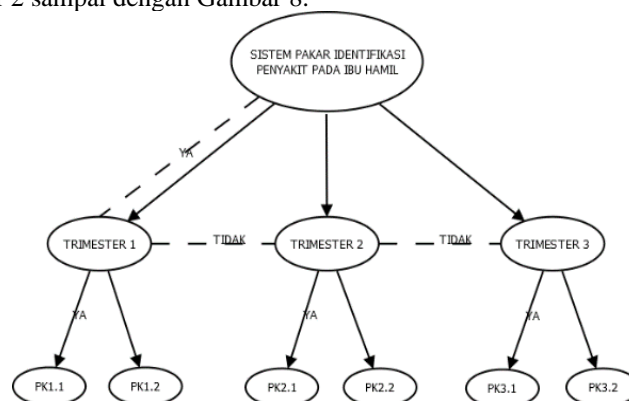 2 sampai dengan Gambar 8.
SISTEM PAKAR IDENTIFIKASI
PENYAKIT PADA IBU HAMIL
YA
TRIMESTER 1
TIDAK
TRIMESTER 2
TIDAK
TRIMESTER 3
YA
YA
YA
PK1.1
PK1.2
PK2.1
PK2.2
PK3.1
PK3.2